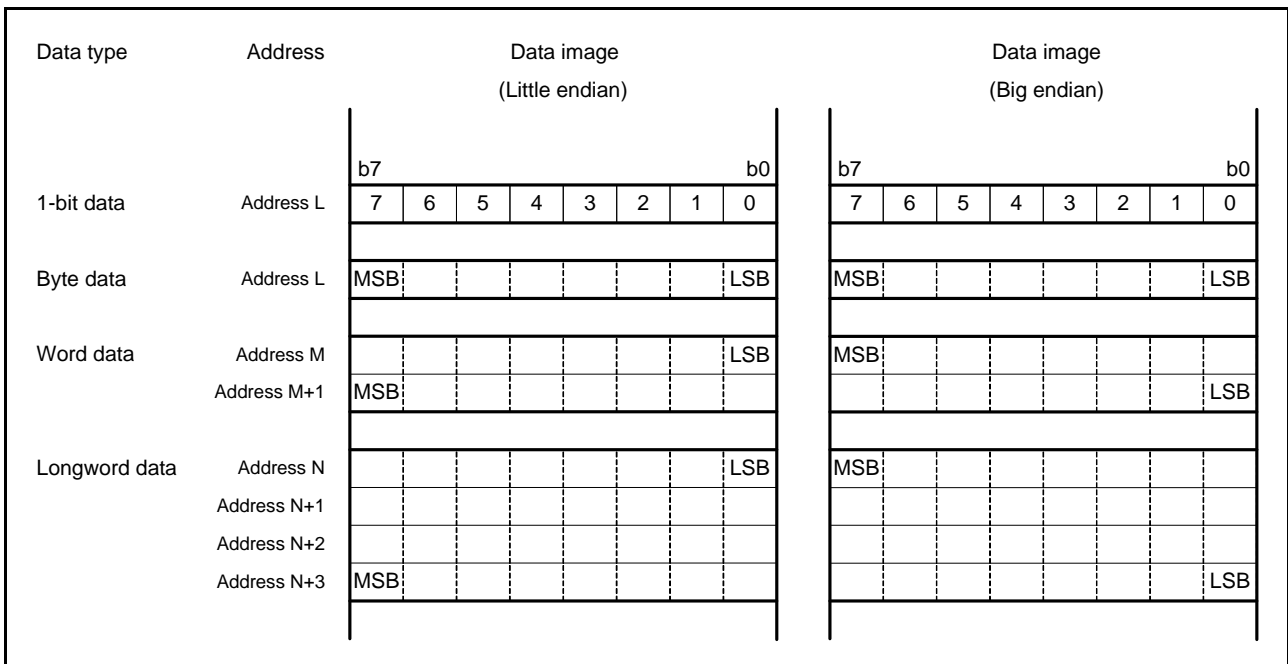 Data type Address Data image Data image
(Little endian) (Big endian)
b7 b0 b7 b0
1-bit data Address L 7 6 5 4 3 2 1 0 7 6 5 4 3 2 1 0
Byte data Address L MSB LSB MSB LSB
Word data Address M LSB MSB
Address M+1 MSB LSB
Longword data Address N LSB MSB
Address N+1
Address N+2
Address N+3 MSB LSB